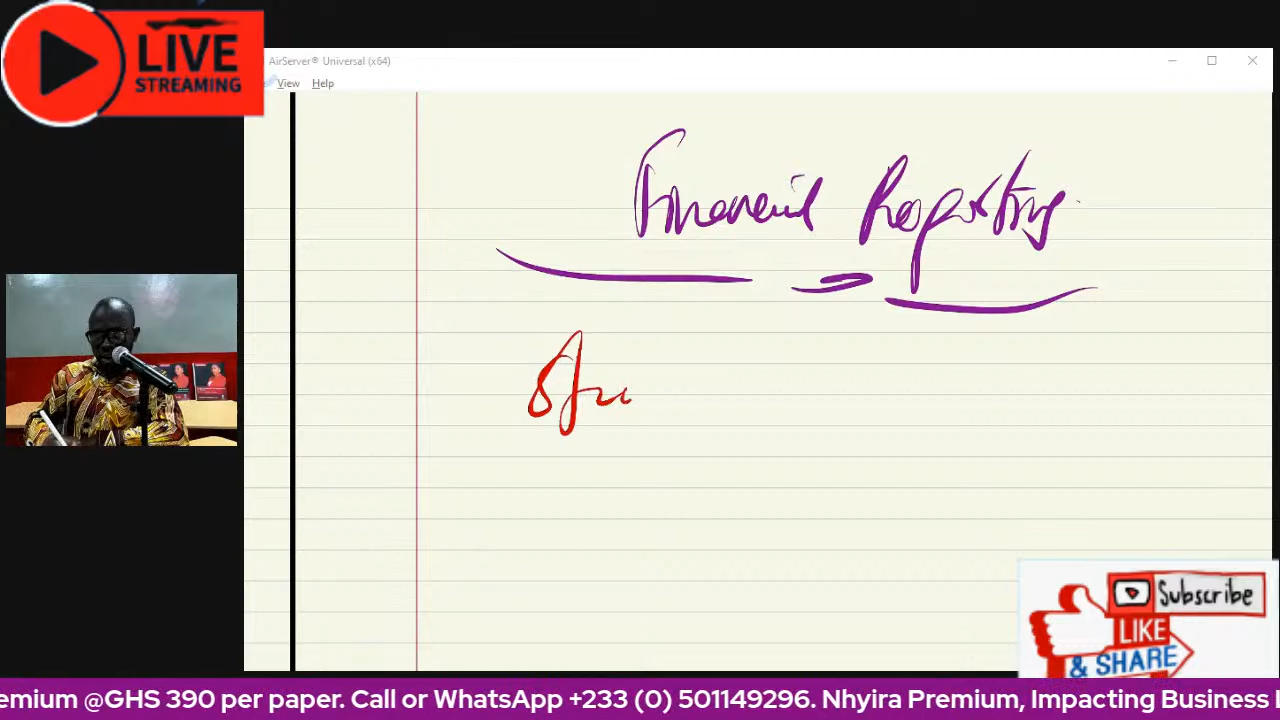 LIVE
STREAMING
AirServer® Universal (x64)
View Help
Financial Reporting
Subscribe
LIKE
& SHARE
emium @GHS 390 per paper. Call or WhatsApp +233 (0) 501149296. Nhyira Premium, Impacting Business